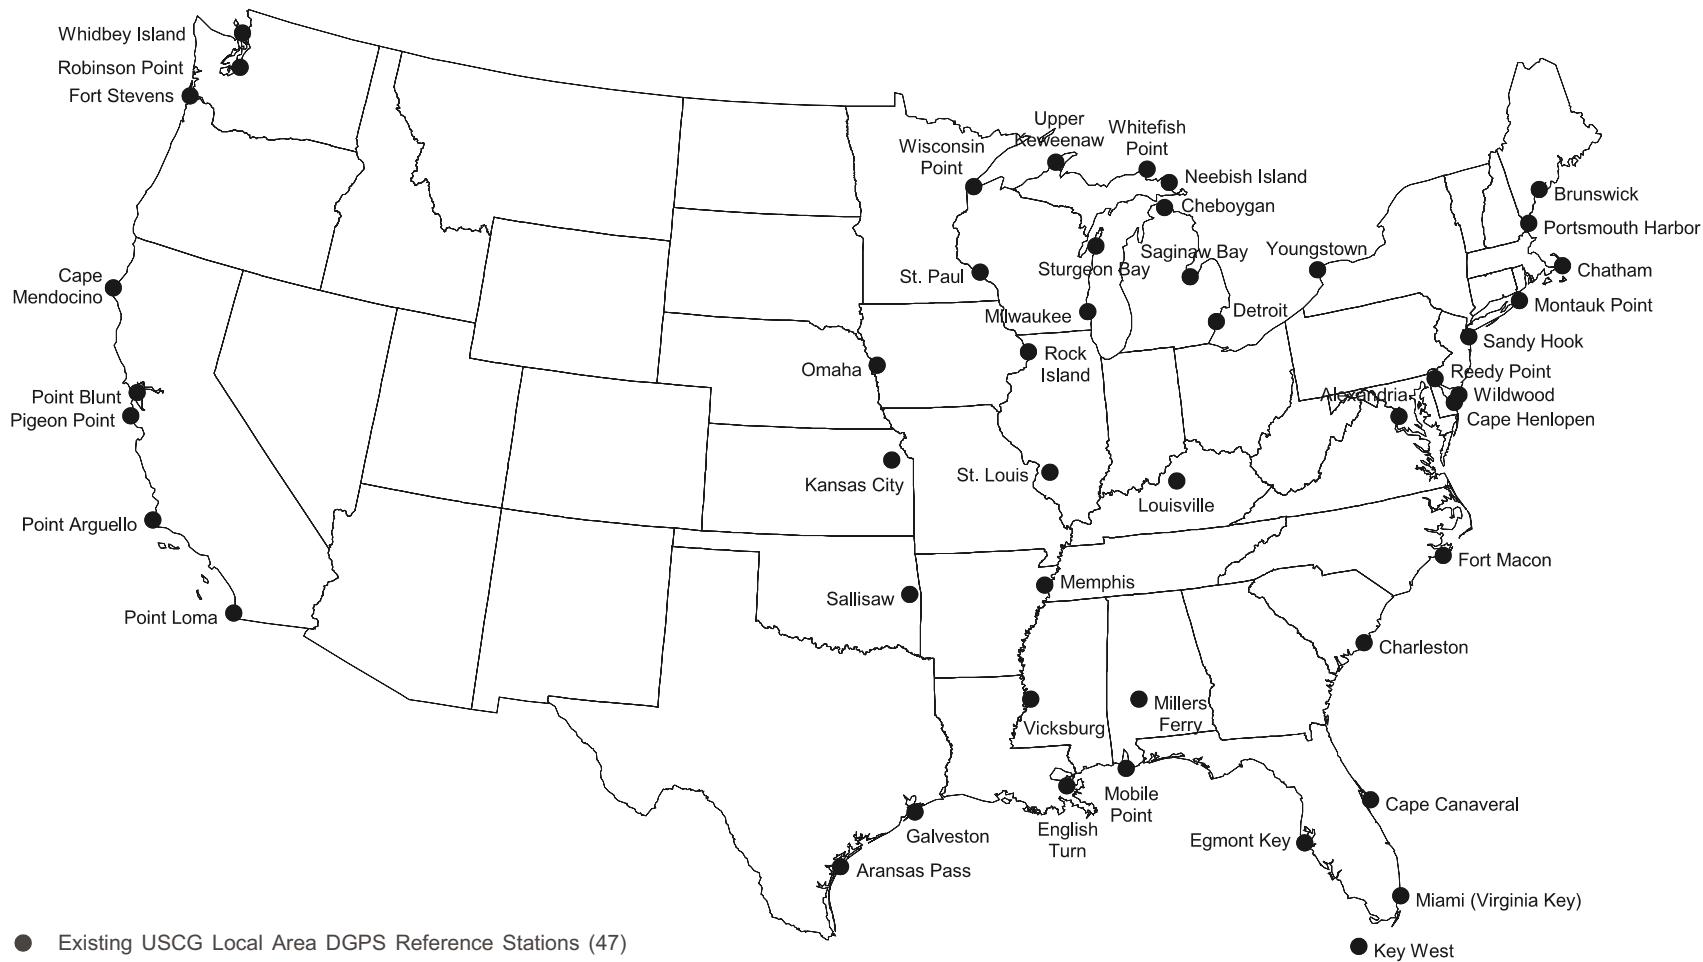 Whidbey Island
Robinson Point
Fort Stevens
Cape
Mendocino
Point Blunt
Pigeon Point
Point Arguello
Point Loma
Upper
Keweenaw
Whitefish
Point
Wisconsin
Point
Neebish Island
Cheboygan
Saginaw Bay
Sturgeon Bay
St. Paul
Milwaukee
Detroit
Youngstown
Brunswick
Portsmouth Harbor
Chatham
Montauk Point
Sandy Hook
Reedy Point
Wildwood
Alexandria
Cape Henlopen
Omaha
Rock
Island
Kansas City
St. Louis
Louisville
Fort Macon
Sallisaw
Memphis
Charleston
Millers
Ferry
Vicksburg
Mobile
Point
English
Turn
Galveston
Aransas Pass
Cape Canaveral
Egmont Key
Miami (Virginia Key)
Key West
Existing USCG Local Area DGPS Reference Stations (47)